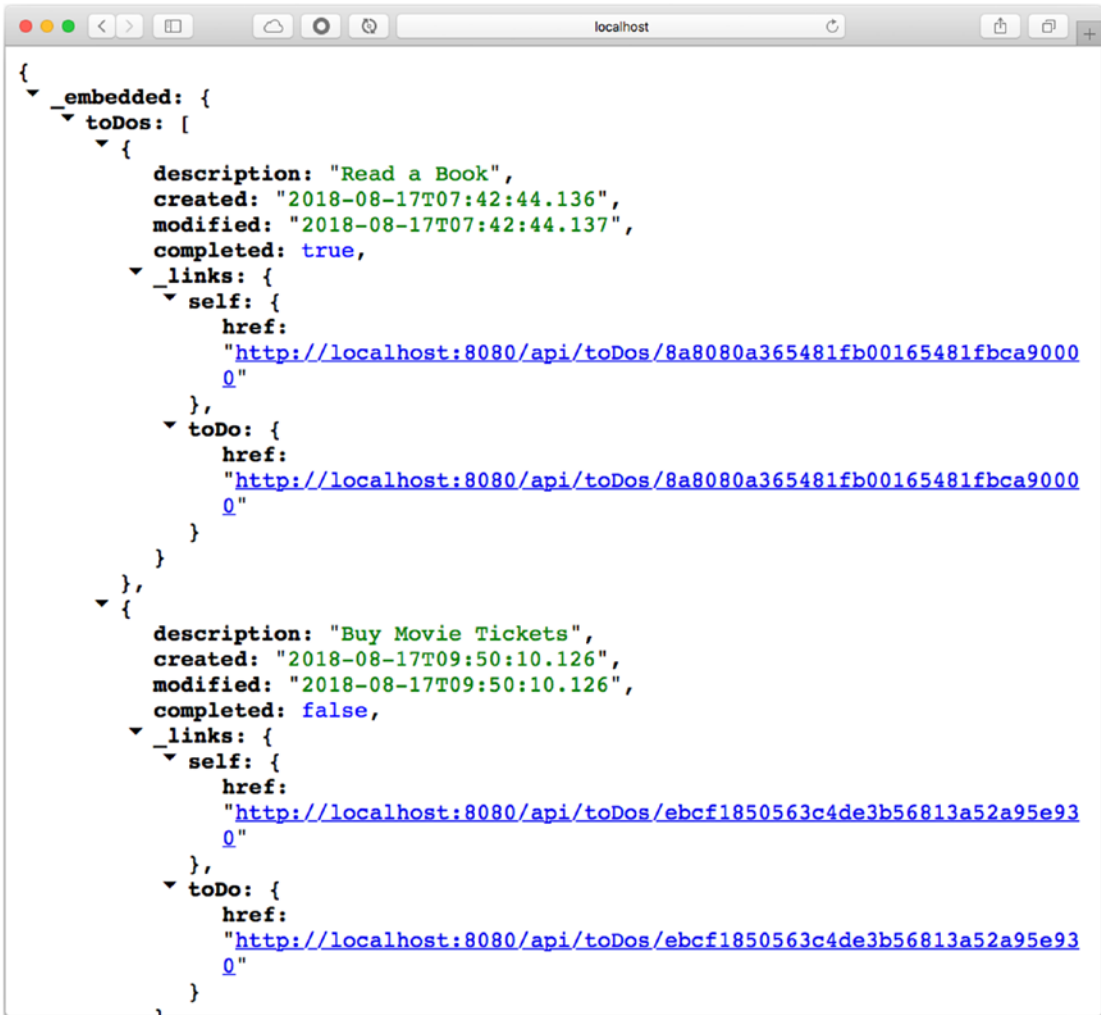 localhost
{
_embedded: {
toDos: [
{
description: "Read a Book",
created: "2018-08-17T07:42:44.136",
modified: "2018-08-17T07:42:44.137",
completed: true,
_links: {
self: {
href:
"http://localhost:8080/api/toDos/8a8080a365481fb00165481fbca9000
0"
},
toDo: {
href:
"http://localhost:8080/api/toDos/8a8080a365481fb00165481fbca9000
0"
}
}
},
{
description: "Buy Movie Tickets",
created: "2018-08-17T09:50:10.126",
modified: "2018-08-17T09:50:10.126",
completed: false,
_links: {
self: {
href:
"http://localhost:8080/api/toDos/ebcf1850563c4de3b56813a52a95e93
0"
},
toDo: {
href:
"http://localhost:8080/api/toDos/ebcf1850563c4de3b56813a52a95e93
0"
}
}